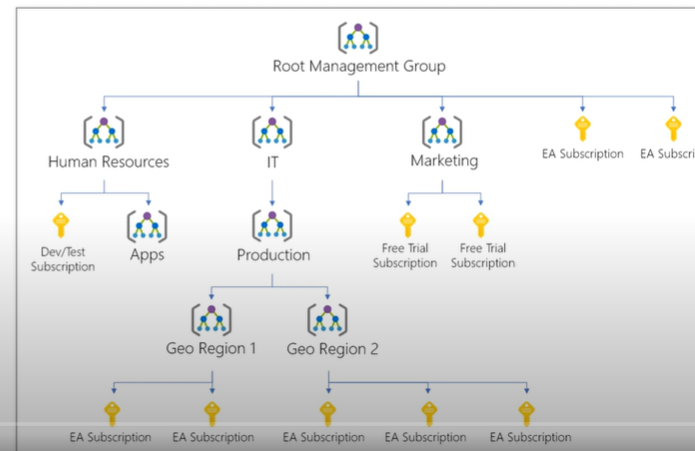 Root Management Group
Human Resources
IT
Marketing
EA Subscription
EA Subscri
Dev/Test
Subscription
Apps
Production
Free Trial
Subscription
Free Trial
Subscription
Geo Region 1
Geo Region 2
EA Subscription
EA Subscription
EA Subscription
EA Subscription
EA Subscription